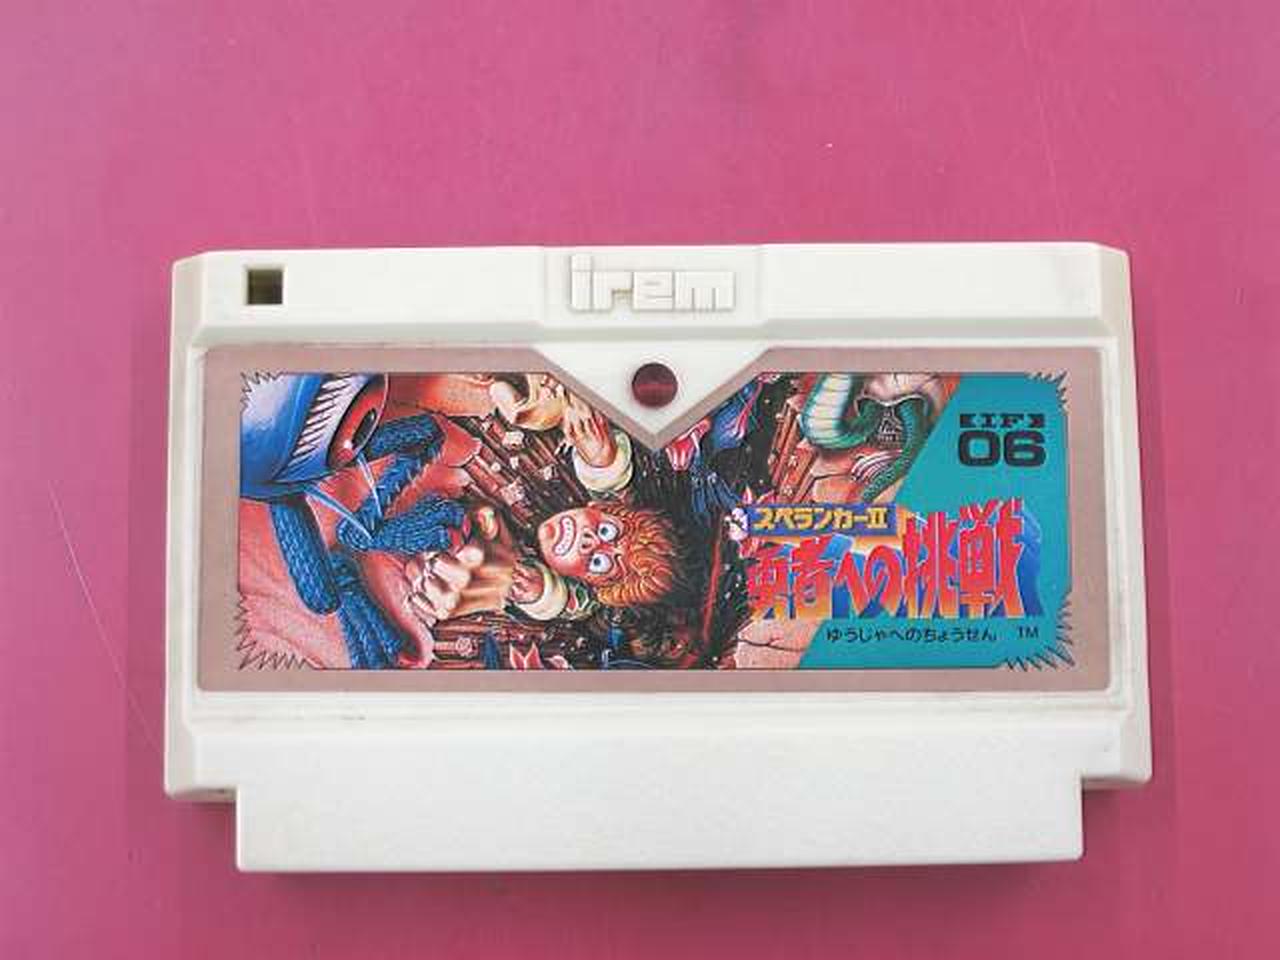 irem
IF
06
スペランカーII
勇者への挑戦
ゆうじゃへのちょうせん TM